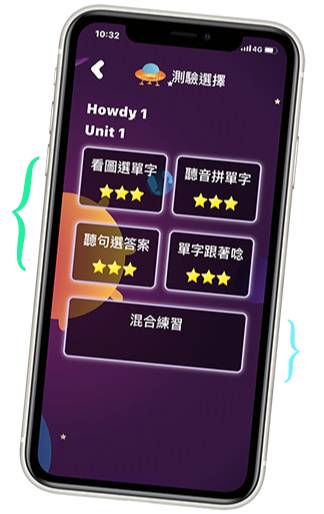 10:32
4G
測驗選擇
Howdy 1
Unit 1
看圖選單字
聽音拼單字
聽句選答案
單字跟著唸
混合練習